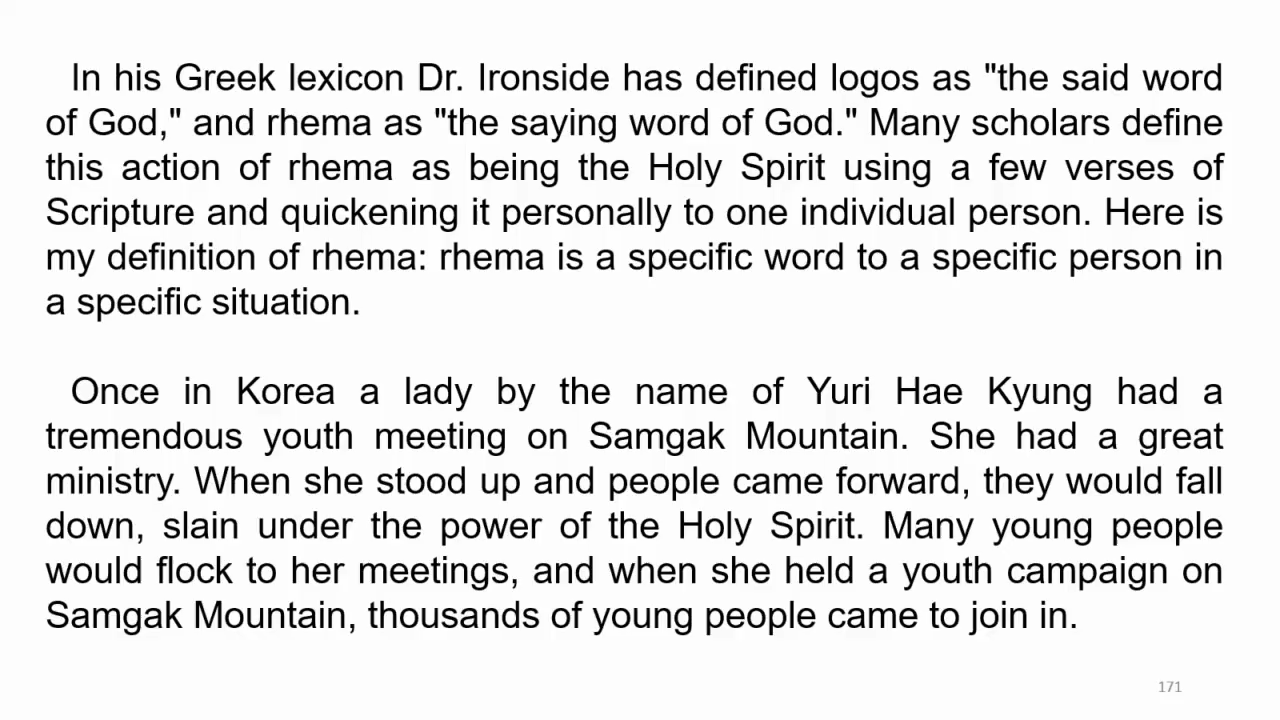 In his Greek lexicon Dr. Ironside has defined logos as "the said word
of God," and rhema as "the saying word of God." Many scholars define
this action of rhema as being the Holy Spirit using a few verses of
Scripture and quickening it personally to one individual person. Here is
my definition of rhema: rhema is a specific word to a specific person in
a specific situation.
Once in Korea a lady by the name of Yuri Hae Kyung had a
tremendous youth meeting on Samgak Mountain. She had a great
ministry. When she stood up and people came forward, they would fall
down, slain under the power of the Holy Spirit. Many young people
would flock to her meetings, and when she held a youth campaign on
Samgak Mountain, thousands of young people came to join in.
171